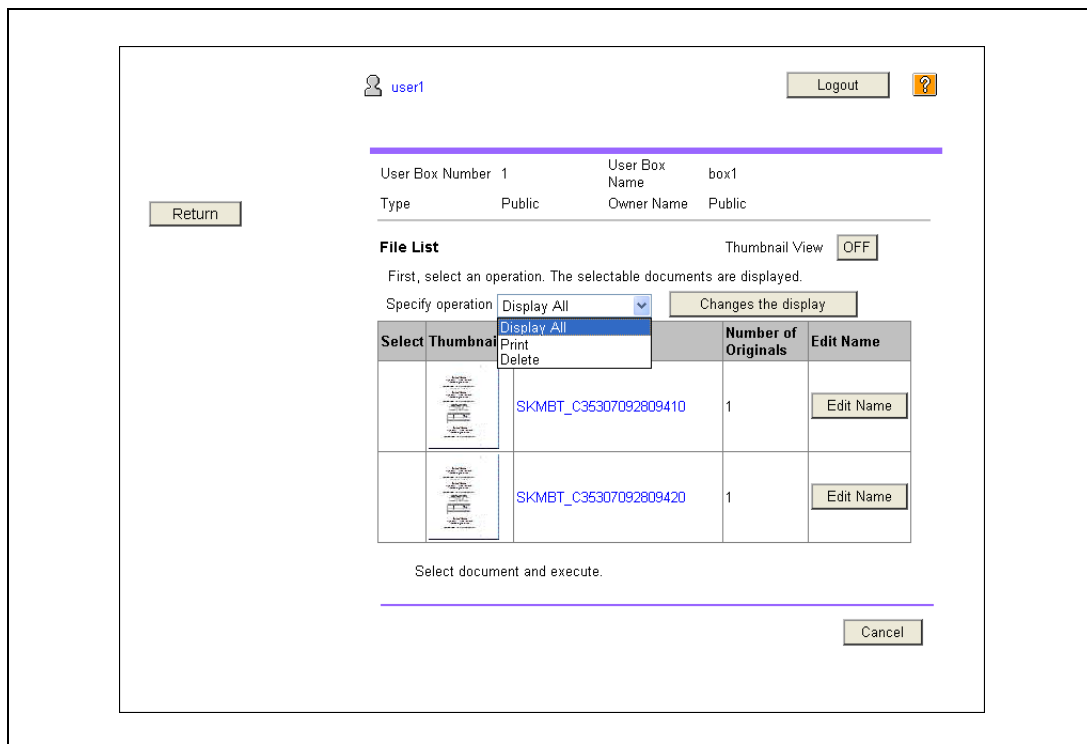 user1
Logout
?
User Box Number 1
User Box Name
box1
Type Public
Owner Name Public
Return
File List
Thumbnail View OFF
First, select an operation. The selectable documents are displayed.
Specify operation Display All
Changes the display
Display All
Print
Delete
Select Thumbnai
Number of Originals
Edit Name
SKMBT_C35307092809410 1 Edit Name
SKMBT_C35307092809420 1 Edit Name
Select document and execute.
Cancel